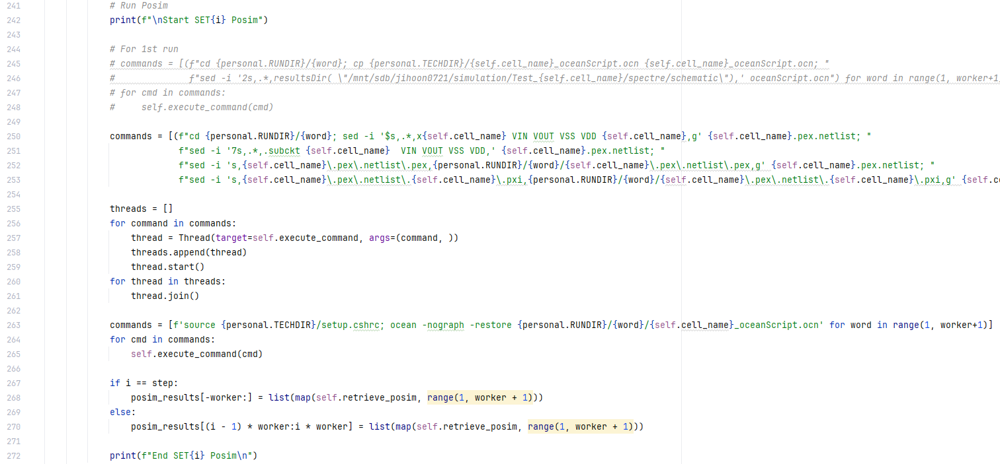 241 # Run Posim
242 print(f"\nStart SET{i} Posim")
243
244 # For 1st run
245 # commands = [(f"cd {personal.RUNDIR}/{word}; cp {personal.TECHDIR}/{self.cell_name}_oceanScript.ocn {self.cell_name}_oceanScript.ocn; "
246 #              f"sed -i '2s,.*,resultsDir( \"/mnt/sdb/jihoon0721/simulation/Test_{self.cell_name}/spectre/schematic\"),' oceanScript.ocn") for word in range(1, worker+1
247 # for cmd in commands:
248 #     self.execute_command(cmd)
249
250 commands = [(f"cd {personal.RUNDIR}/{word}; sed -i '$s,.*,x{self.cell_name} VIN VOUT VSS VDD {self.cell_name},g' {self.cell_name}.pex.netlist; "
251              f"sed -i '7s,.*,.subckt {self.cell_name}  VIN VOUT VSS VDD,' {self.cell_name}.pex.netlist; "
252              f"sed -i 's,{self.cell_name}\.pex\.netlist\.pex,{personal.RUNDIR}/{word}/{self.cell_name}\.pex\.netlist\.pex,g' {self.cell_name}.pex.netlist; "
253              f"sed -i 's,{self.cell_name}\.pex\.netlist\.{self.cell_name}\.pxi,{personal.RUNDIR}/{word}/{self.cell_name}\.pex\.netlist\.{self.cell_name}\.pxi,g' {self.ce
254
255 threads = []
256 for command in commands:
257     thread = Thread(target=self.execute_command, args=(command, ))
258     threads.append(thread)
259     thread.start()
260 for thread in threads:
261     thread.join()
262
263 commands = [f'source {personal.TECHDIR}/setup.cshrc; ocean -nograph -restore {personal.RUNDIR}/{word}/{self.cell_name}_oceanScript.ocn' for word in range(1, worker+1)]
264 for cmd in commands:
265     self.execute_command(cmd)
266
267 if i == step:
268     posim_results[-worker:] = list(map(self.retrieve_posim, range(1, worker + 1)))
269 else:
270     posim_results[(i - 1) * worker:i * worker] = list(map(self.retrieve_posim, range(1, worker + 1)))
271
272 print(f"End SET{i} Posim\n")